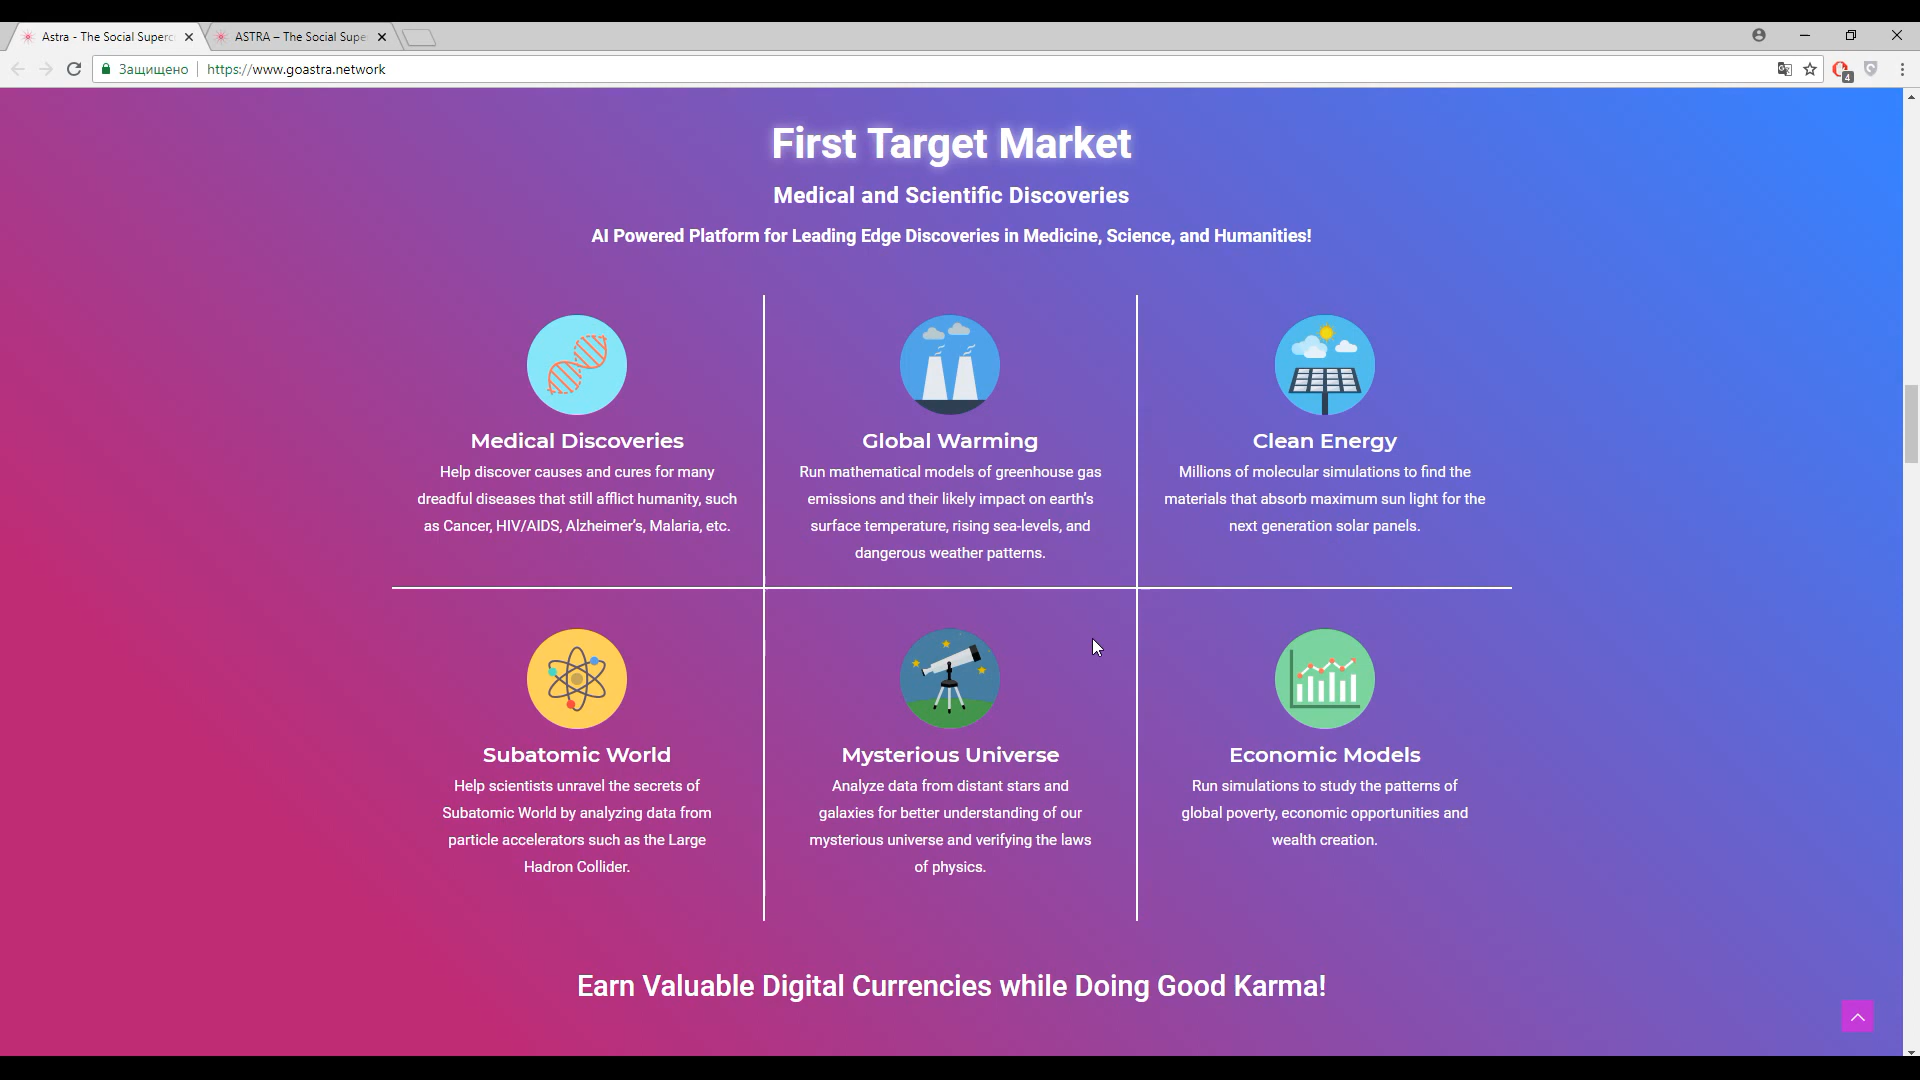 Astra - The Social Superc
ASTRA – The Social Supe
Защищено
https://www.goastra.network
4
First Target Market
Medical and Scientific Discoveries
AI Powered Platform for Leading Edge Discoveries in Medicine, Science, and Humanities!
Medical Discoveries
Help discover causes and cures for many
dreadful diseases that still afflict humanity, such
as Cancer, HIV/AIDS, Alzheimer's, Malaria, etc.
Global Warming
Run mathematical models of greenhouse gas
emissions and their likely impact on earth's
surface temperature, rising sea-levels, and
dangerous weather patterns.
Clean Energy
Millions of molecular simulations to find the
materials that absorb maximum sun light for the
next generation solar panels.
Subatomic World
Help scientists unravel the secrets of
Subatomic World by analyzing data from
particle accelerators such as the Large
Hadron Collider.
Mysterious Universe
Analyze data from distant stars and
galaxies for better understanding of our
mysterious universe and verifying the laws
of physics.
Economic Models
Run simulations to study the patterns of
global poverty, economic opportunities and
wealth creation.
Earn Valuable Digital Currencies while Doing Good Karma!